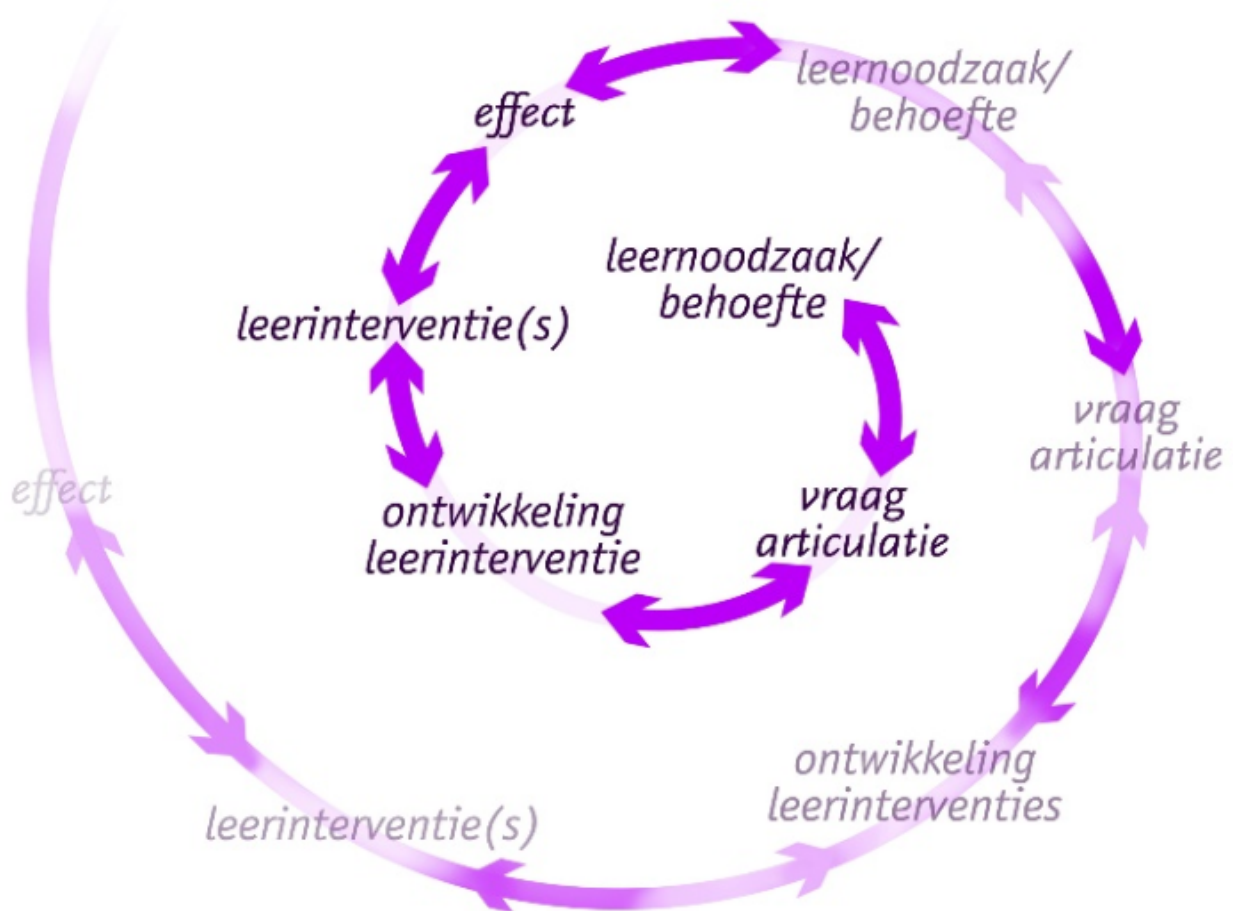 leernoodzaak/
behoefte
vraag
articulatie
ontwikkeling
leerinterventie
leerinterventie(s)
effect
leernoodzaak/
behoefte
vraag
articulatie
ontwikkeling
leerinterventies
leerinterventie(s)
effect